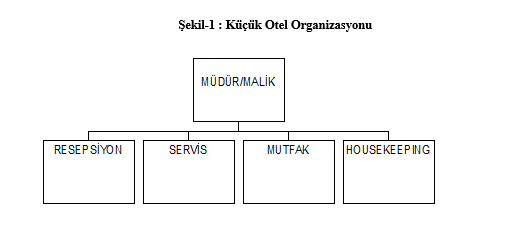 Şekil-1 : Küçük Otel Organizasyonu
MÜDÜR/MALİK
RESEPSİYON
SERVİS
MUTFAK
HOUSEKEEPING